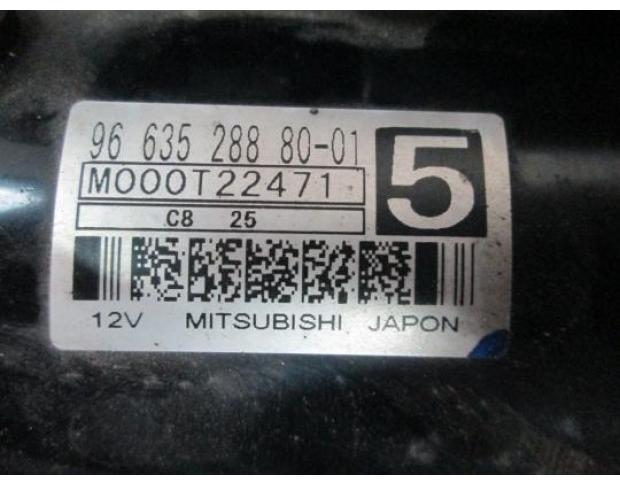 96 635 288 80-01
5
M000T22471
C8 25
12V MITSUBISHI JAPON